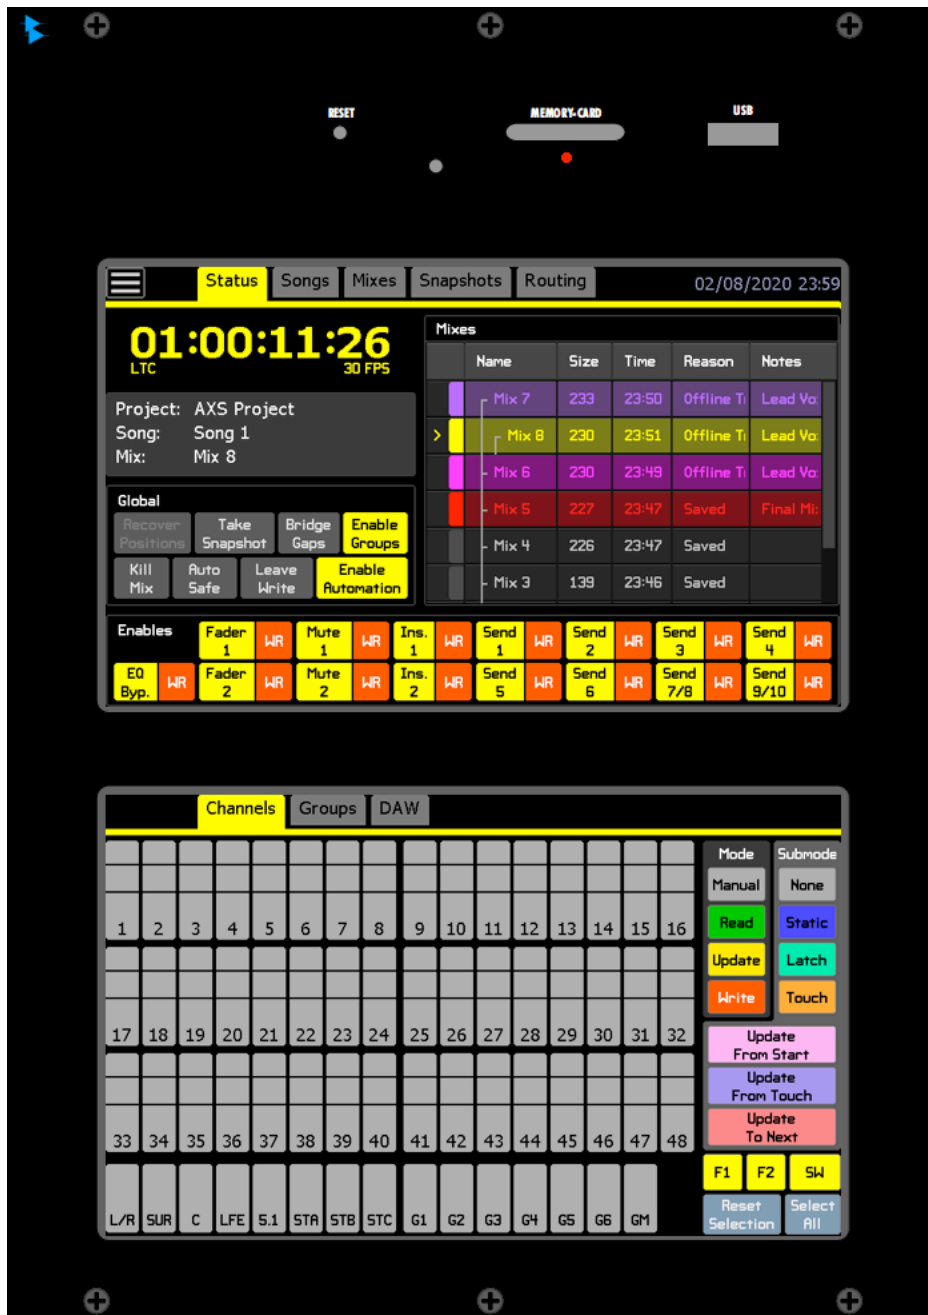 RESET
MEMORY-CARD
USB
Status Songs Mixes Snapshots Routing 02/08/2020 23:59
01:00:11:26
LTC 30 FPS
Project: AXS Project
Song: Song 1
Mix: Mix 8
Mixes
Name Size Time Reason Notes
Mix 7 233 23:50 Offline Lead Vo
> Mix 8 230 23:51 Offline Lead Vo
Mix 6 230 23:49 Offline Lead Vo
Mix 5 227 23:47 Saved Final
Mix 4 226 23:47 Saved
Mix 3 139 23:46 Saved
Global
Recover Positions Take Snapshot Bridge Gaps Enable Groups
Kill Mix Auto Safe Leave Write Enable Automation
Enables Fader 1 WR Mute 1 WR Ins. 1 WR Send 1 WR Send 2 WR Send 3 WR Send 4 WR
EQ Byp. WR Fader 2 WR Mute 2 WR Ins. 2 WR Send 5 WR Send 6 WR Send 7/8 WR Send 9/10 WR
Channels Groups DAW
1 2 3 4 5 6 7 8 9 10 11 12 13 14 15 16
17 18 19 20 21 22 23 24 25 26 27 28 29 30 31 32
33 34 35 36 37 38 39 40 41 42 43 44 45 46 47 48
L/R SUR C LFE 5.1 STA STB STC G1 G2 G3 G4 G5 G6 GM
Mode Submode
Manual None
Read Static
Update Latch
Write Touch
Update
From Start
Update
From Touch
Update
To Next
F1 F2 SW
Reset Selection Select All